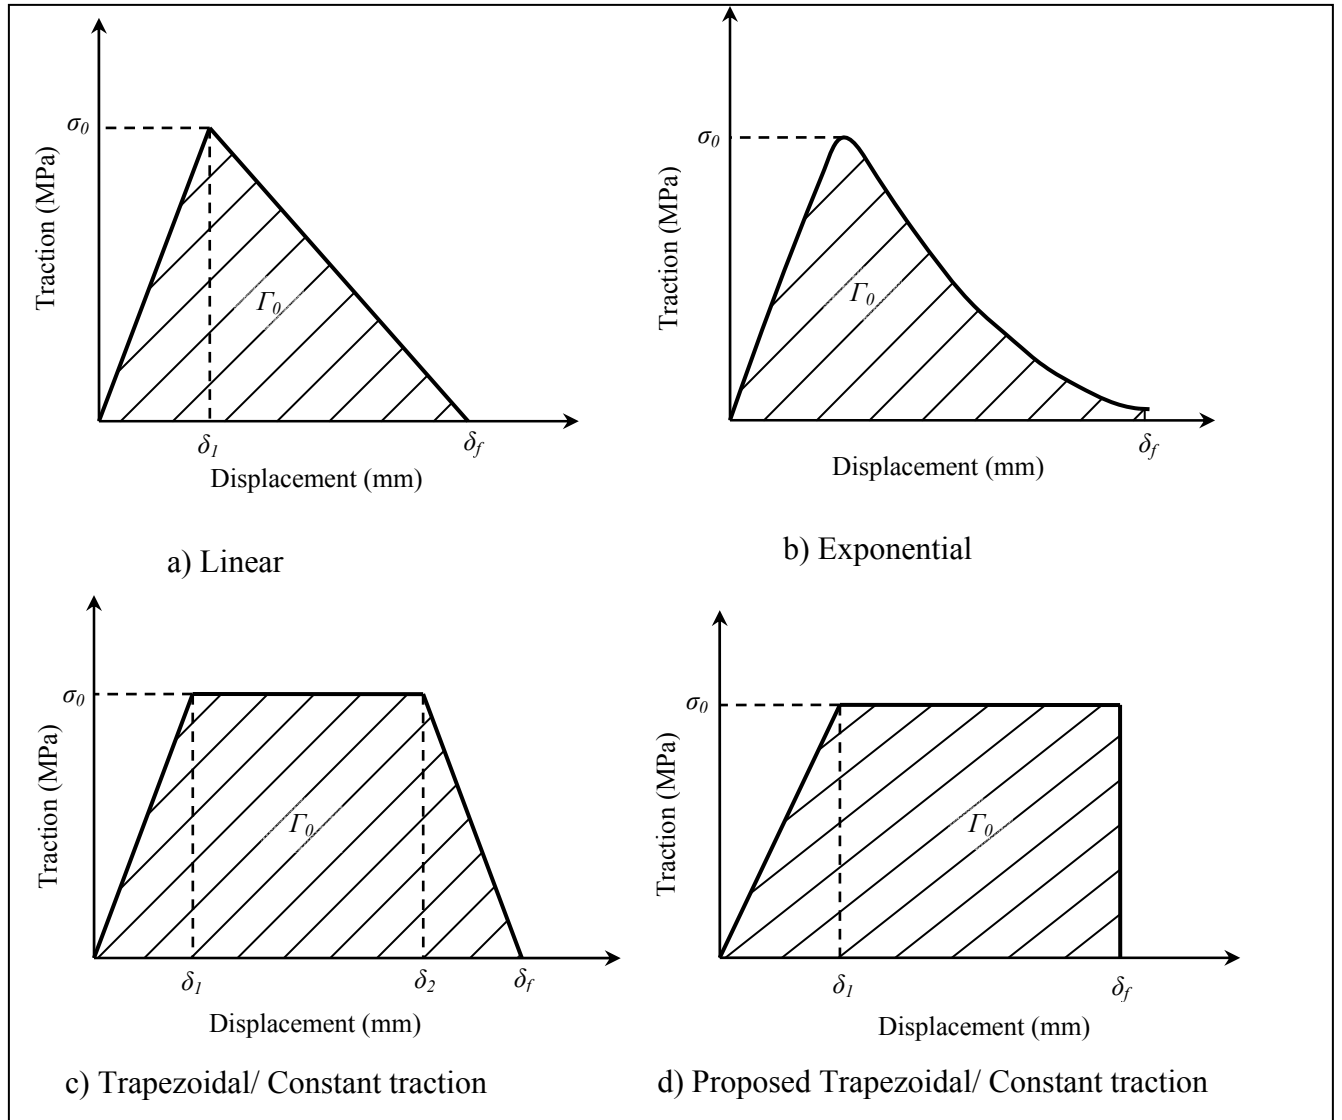 σ0
Traction (MPa)
Γ0
δ1
δf
Displacement (mm)
a) Linear
σ0
Traction (MPa)
Γ0
δf
Displacement (mm)
b) Exponential
σ0
Traction (MPa)
Γ0
δ1
δ2
δf
Displacement (mm)
c) Trapezoidal/ Constant traction
σ0
Traction (MPa)
Γ0
δ1
δf
Displacement (mm)
d) Proposed Trapezoidal/ Constant traction